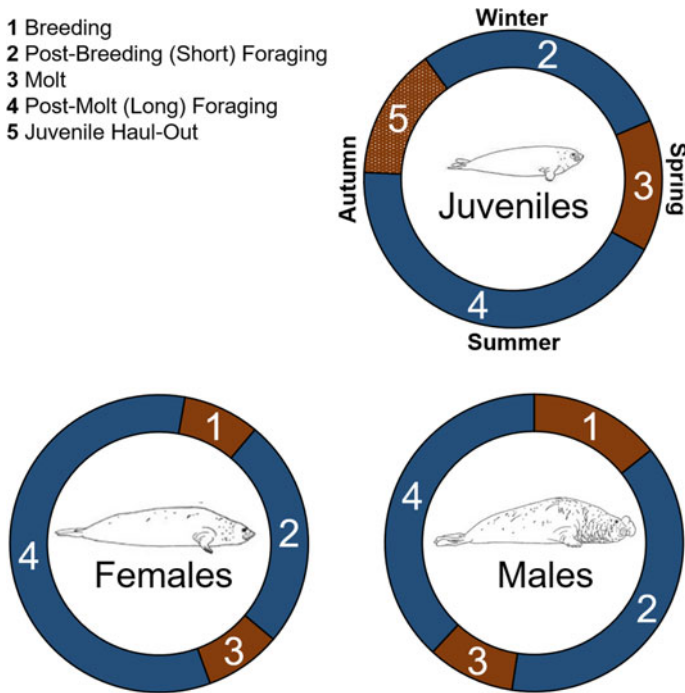 1 Breeding
2 Post-Breeding (Short) Foraging
3 Molt
4 Post-Molt (Long) Foraging
5 Juvenile Haul-Out
Winter
2
5
Autumn
Juveniles
3
Spring
4
Summer
1
4
2
Females
3
1
4
Males
2
3